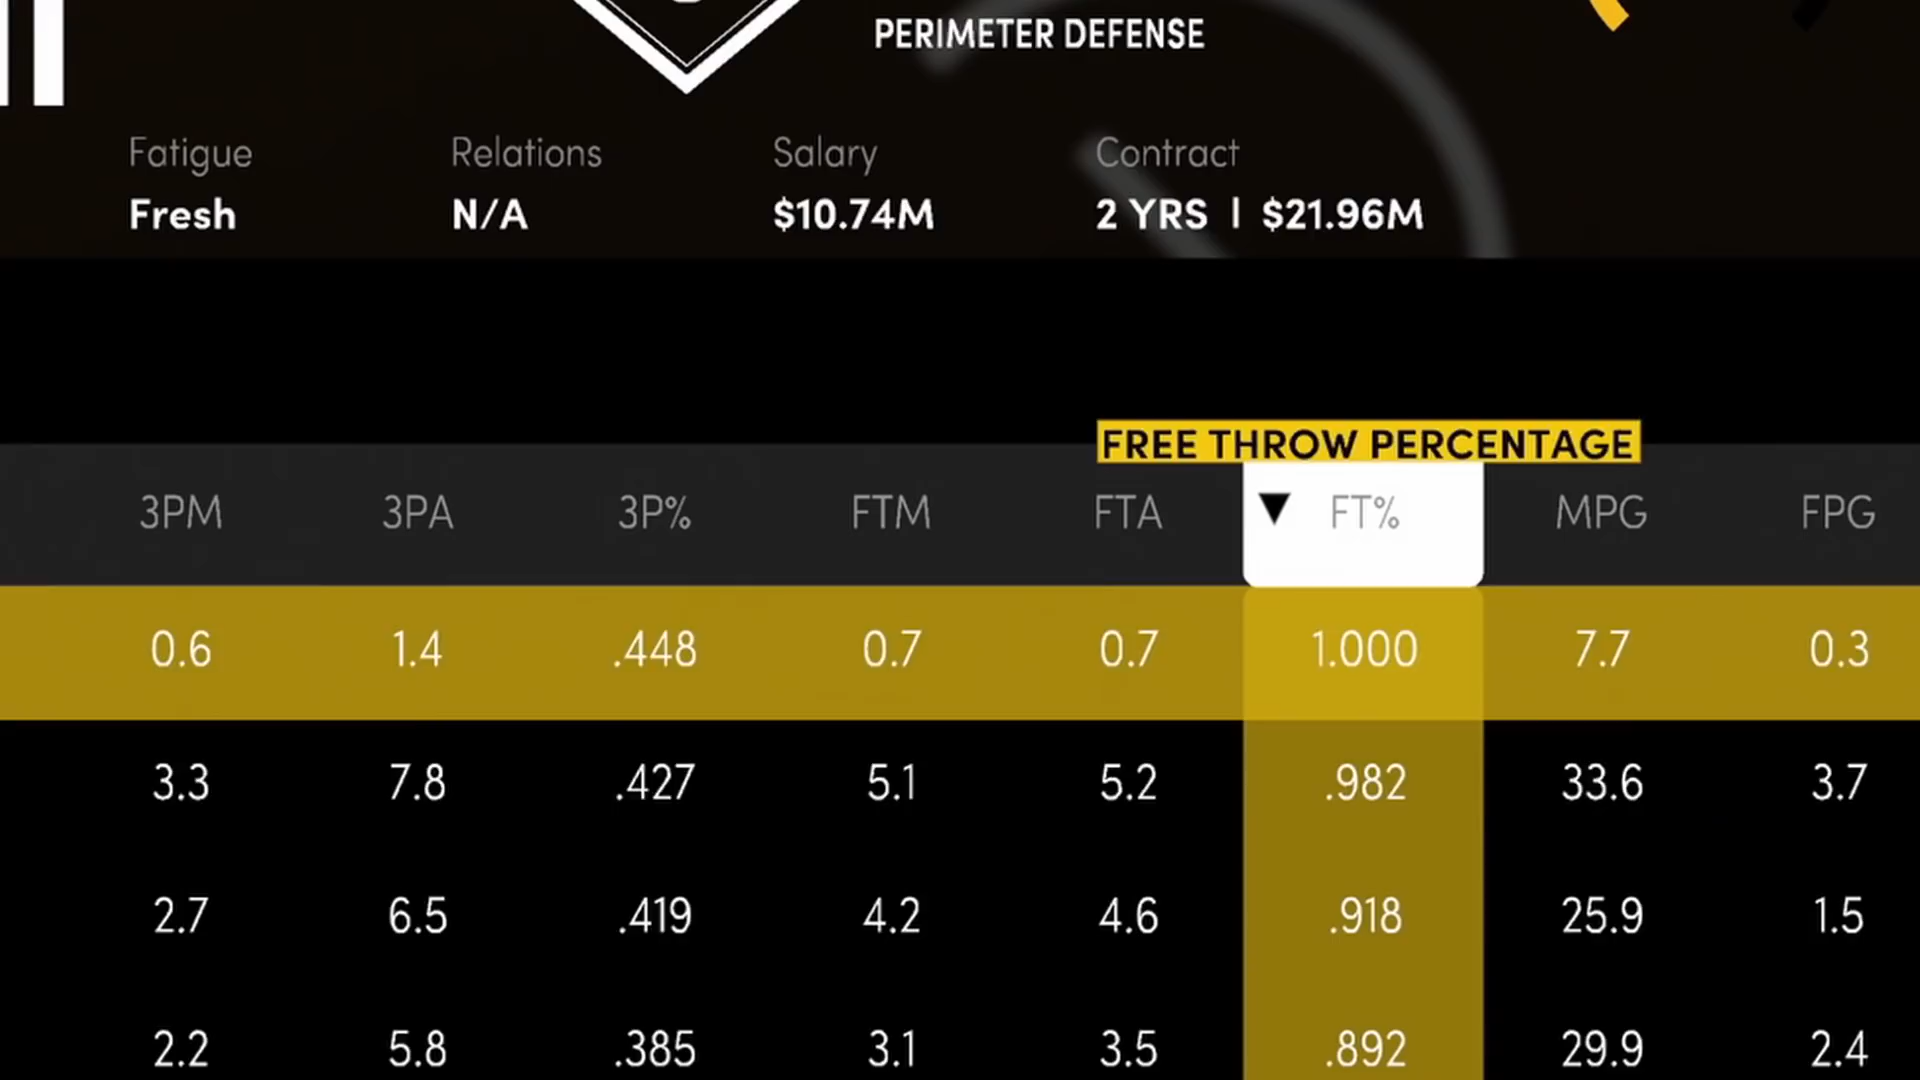 PERIMETER DEFENSE
Fatigue Relations Salary Contract
Fresh N/A $10.74M 2 YRS | $21.96M
FREE THROW PERCENTAGE
3PM 3PA 3P% FTM FTA ▼ FT% MPG FPG
0.6 1.4 .448 0.7 0.7 1.000 7.7 0.3
3.3 7.8 .427 5.1 5.2 .982 33.6 3.7
2.7 6.5 .419 4.2 4.6 .918 25.9 1.5
2.2 5.8 .385 3.1 3.5 .892 29.9 2.4